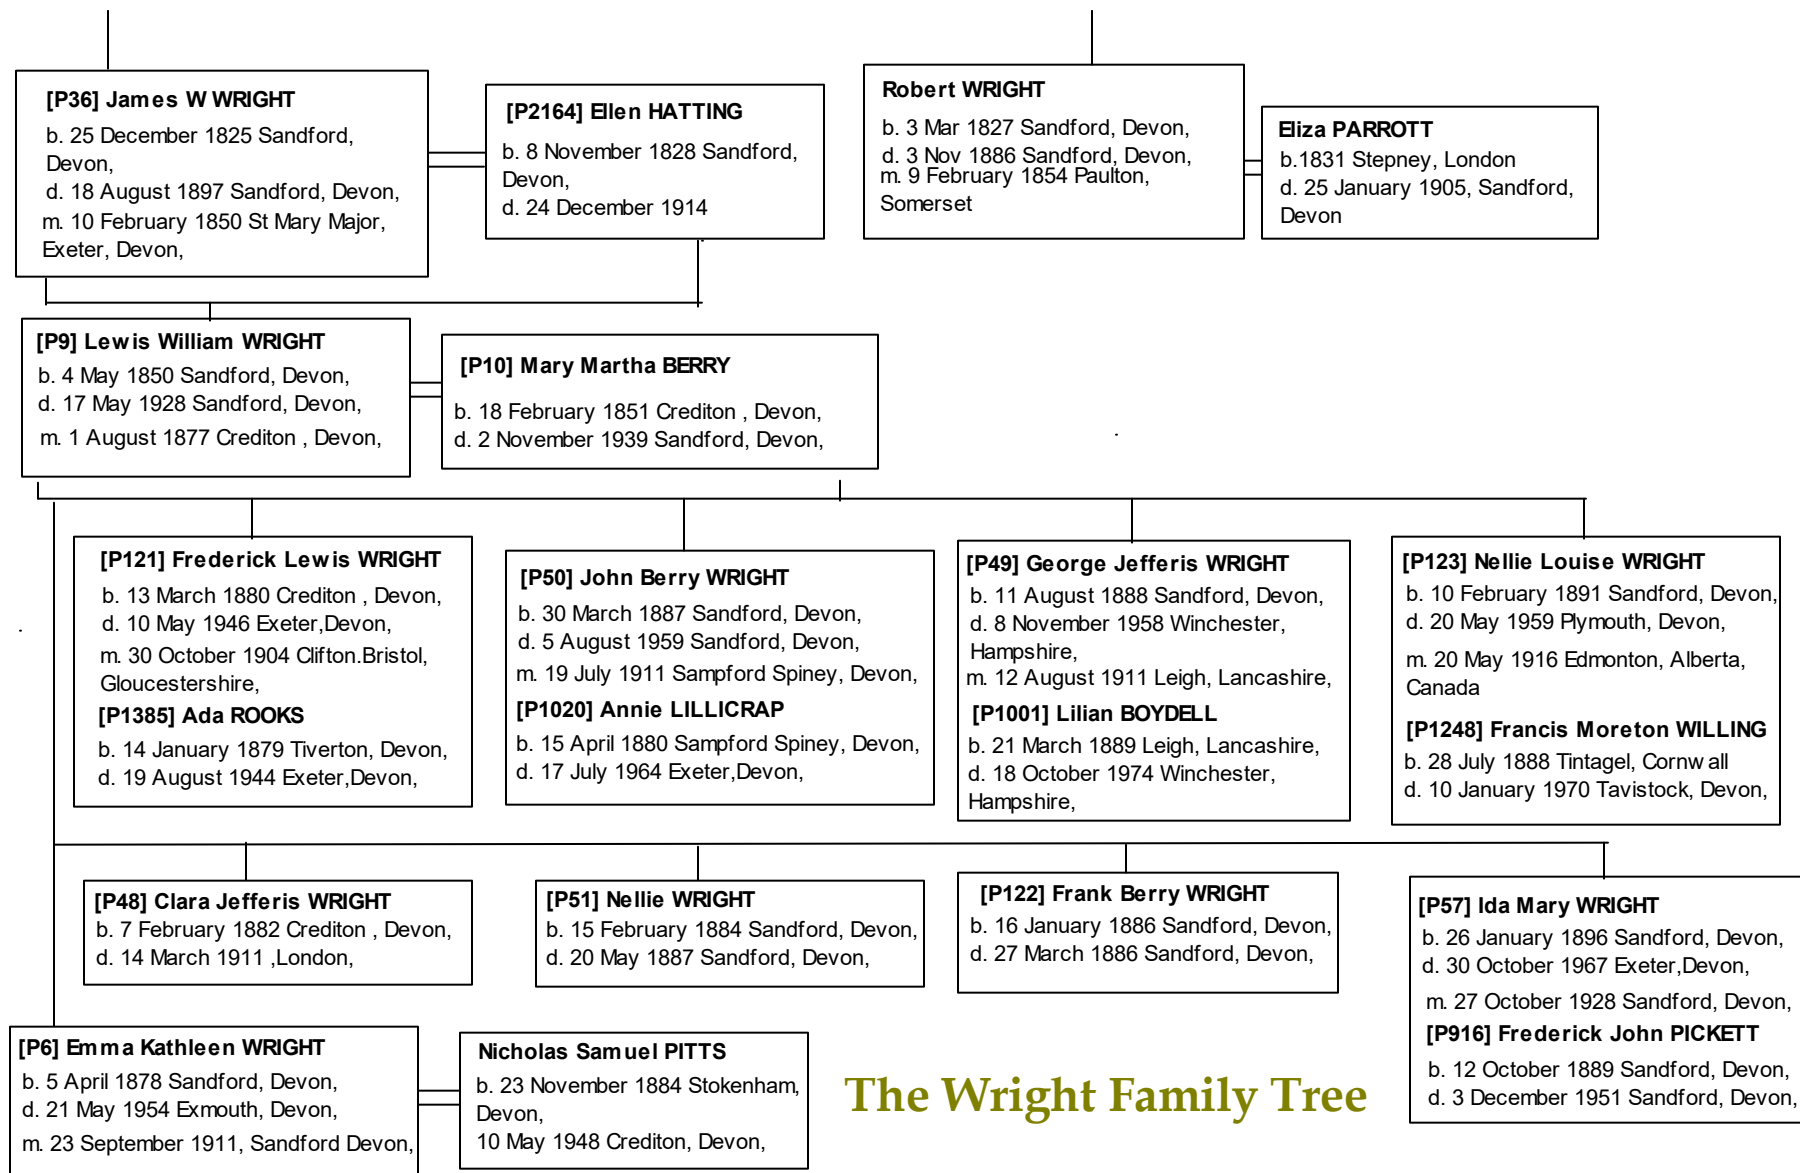 [P36] James W WRIGHT
b. 25 December 1825 Sandford,
Devon,
d. 18 August 1897 Sandford, Devon,
m. 10 February 1850 St Mary Major,
Exeter, Devon,
[P2164] Ellen HATTING
b. 8 November 1828 Sandford,
Devon,
d. 24 December 1914
Robert WRIGHT
b. 3 Mar 1827 Sandford, Devon,
d. 3 Nov 1886 Sandford, Devon,
m. 9 February 1854 Paulton,
Somerset
Eliza PARROTT
b.1831 Stepney, London
d. 25 January 1905, Sandford,
Devon
[P9] Lewis William WRIGHT
b. 4 May 1850 Sandford, Devon,
d. 17 May 1928 Sandford, Devon,
m. 1 August 1877 Crediton , Devon,
[P10] Mary Martha BERRY
b. 18 February 1851 Crediton , Devon,
d. 2 November 1939 Sandford, Devon,
[P121] Frederick Lewis WRIGHT
b. 13 March 1880 Crediton , Devon,
d. 10 May 1946 Exeter,Devon,
m. 30 October 1904 Clifton.Bristol,
Gloucestershire,
[P1385] Ada ROOKS
b. 14 January 1879 Tiverton, Devon,
d. 19 August 1944 Exeter,Devon,
[P50] John Berry WRIGHT
b. 30 March 1887 Sandford, Devon,
d. 5 August 1959 Sandford, Devon,
m. 19 July 1911 Sampford Spiney, Devon,
[P1020] Annie LILLICRAP
b. 15 April 1880 Sampford Spiney, Devon,
d. 17 July 1964 Exeter,Devon,
[P49] George Jefferis WRIGHT
b. 11 August 1888 Sandford, Devon,
d. 8 November 1958 Winchester,
Hampshire,
m. 12 August 1911 Leigh, Lancashire,
[P1001] Lilian BOYDELL
b. 21 March 1889 Leigh, Lancashire,
d. 18 October 1974 Winchester,
Hampshire,
[P123] Nellie Louise WRIGHT
b. 10 February 1891 Sandford, Devon,
d. 20 May 1959 Plymouth, Devon,
m. 20 May 1916 Edmonton, Alberta,
Canada
[P1248] Francis Moreton WILLING
b. 28 July 1888 Tintagel, Cornwall
d. 10 January 1970 Tavistock, Devon,
[P48] Clara Jefferis WRIGHT
b. 7 February 1882 Crediton , Devon,
d. 14 March 1911 ,London,
[P51] Nellie WRIGHT
b. 15 February 1884 Sandford, Devon,
d. 20 May 1887 Sandford, Devon,
[P122] Frank Berry WRIGHT
b. 16 January 1886 Sandford, Devon,
d. 27 March 1886 Sandford, Devon,
[P57] Ida Mary WRIGHT
b. 26 January 1896 Sandford, Devon,
d. 30 October 1967 Exeter,Devon,
m. 27 October 1928 Sandford, Devon,
[P916] Frederick John PICKETT
b. 12 October 1889 Sandford, Devon,
d. 3 December 1951 Sandford, Devon,
[P6] Emma Kathleen WRIGHT
b. 5 April 1878 Sandford, Devon,
d. 21 May 1954 Exmouth, Devon,
m. 23 September 1911, Sandford Devon,
Nicholas Samuel PITTS
b. 23 November 1884 Stokenham,
Devon,
10 May 1948 Crediton, Devon,
The Wright Family Tree